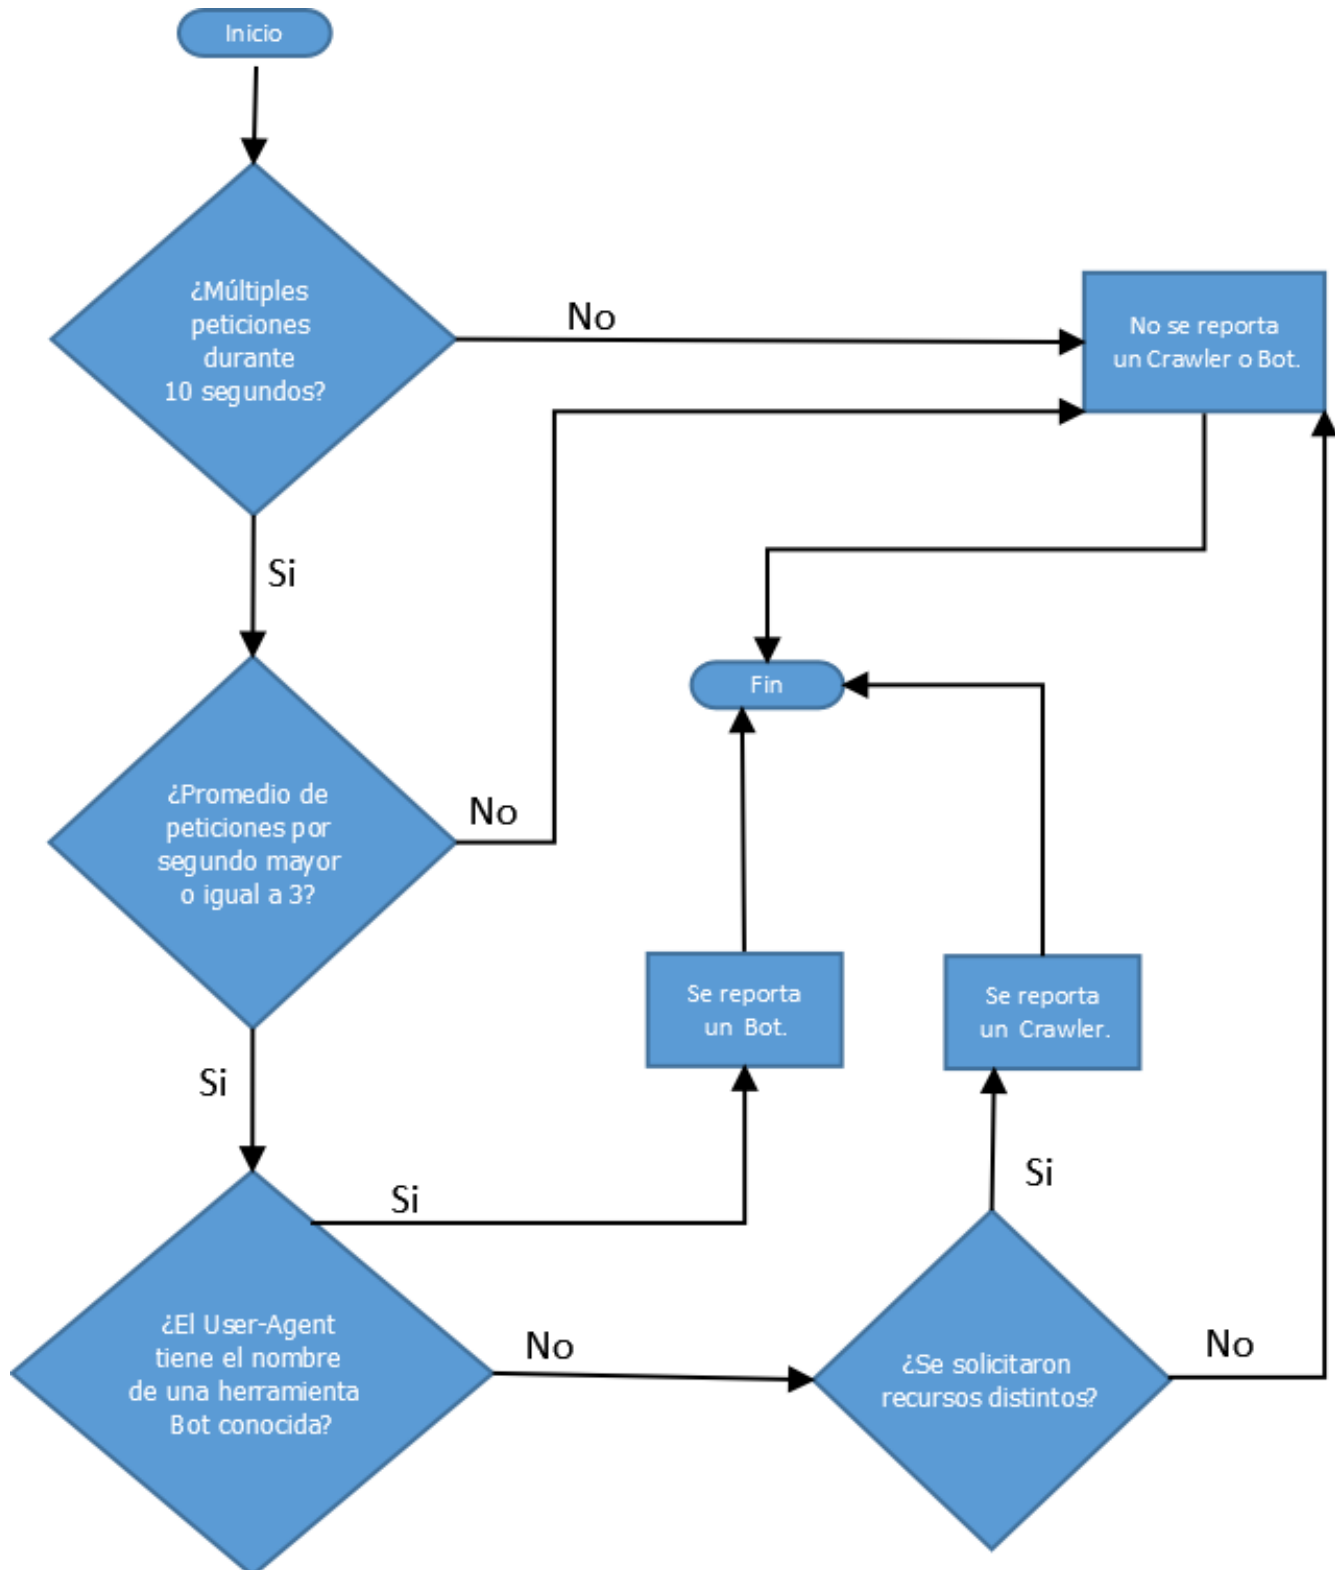 Inicio
¿Múltiples
peticiones
durante
10 segundos?
No
No se reporta
un Crawler o Bot.
Si
Fin
¿Promedio de
peticiones por
segundo mayor
o igual a 3?
No
Se reporta
un Bot.
Se reporta
un Crawler.
Si
Si
Si
¿El User-Agent
tiene el nombre
de una herramienta
Bot conocida?
No
¿Se solicitaron
recursos distintos?
No